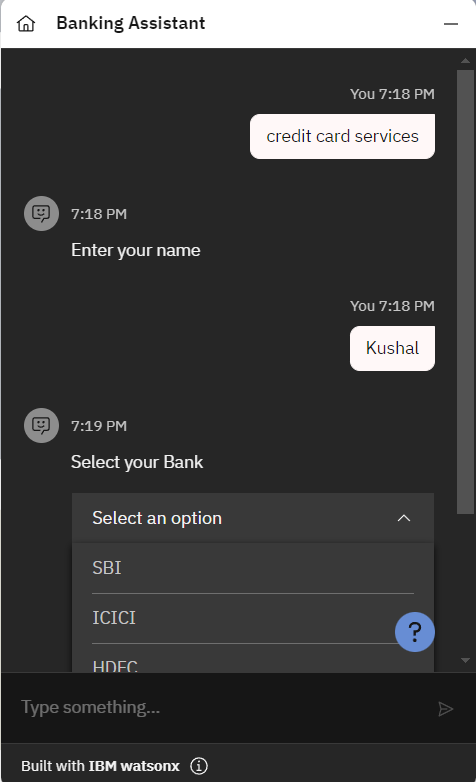 Banking Assistant
You 7:18 PM
credit card services
7:18 PM
Enter your name
You 7:18 PM
Kushal
7:19 PM
Select your Bank
Select an option
SBI
ICICI
?
HDFC
Type something...
Built with IBM watsonx